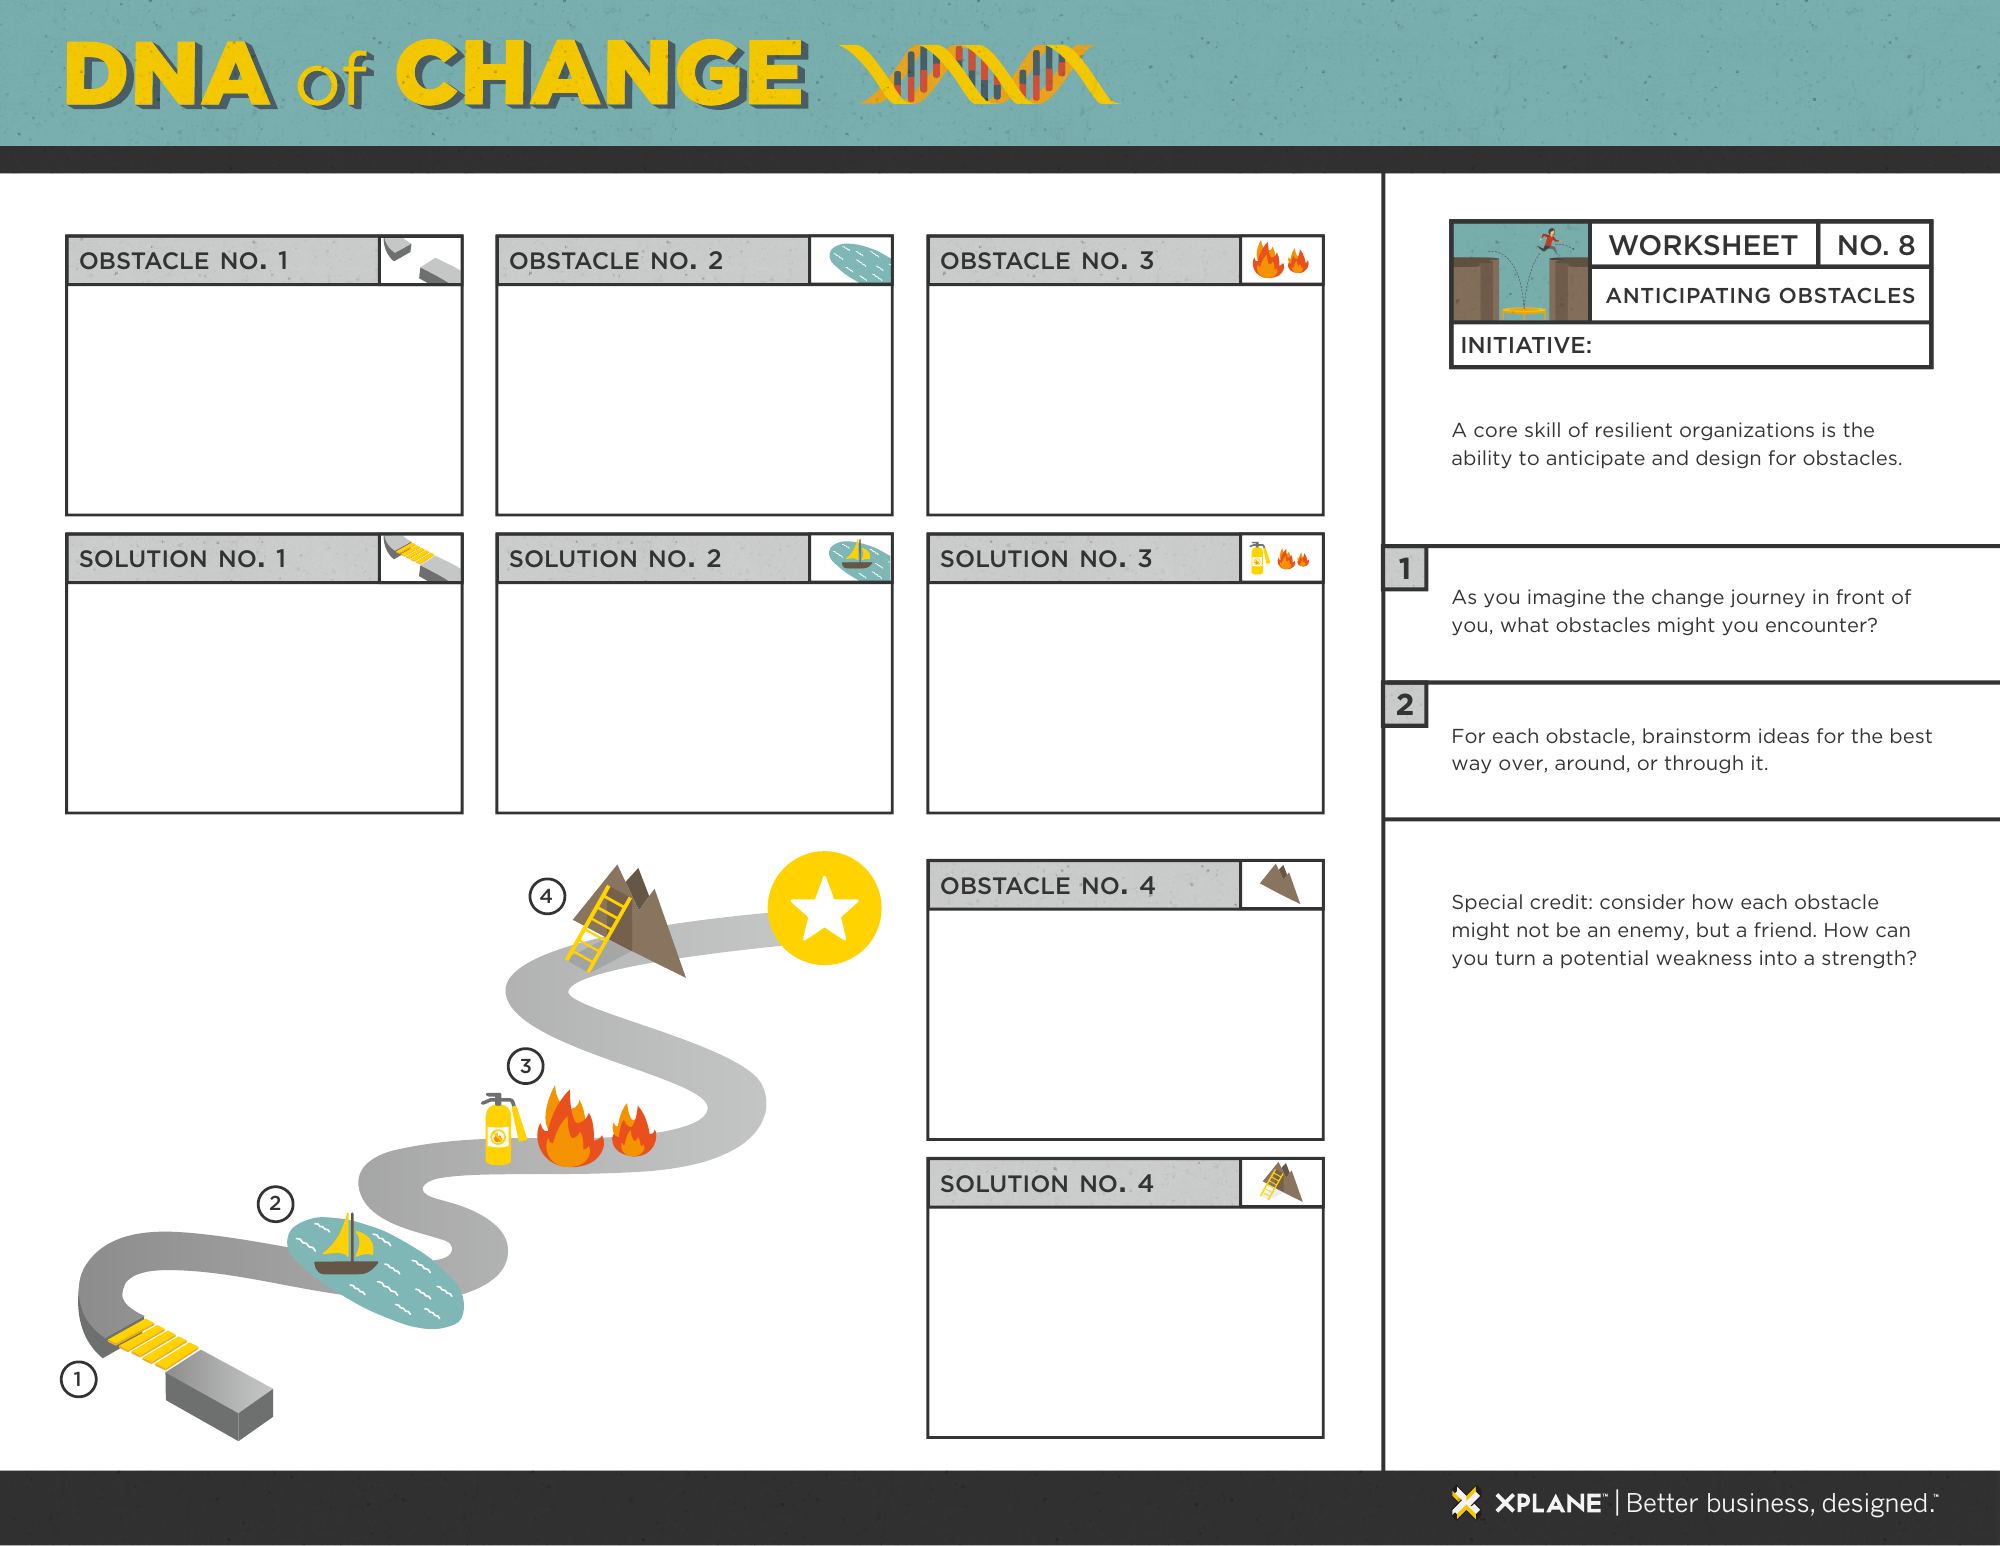 DNA of CHANGE
OBSTACLE NO. 1
OBSTACLE NO. 2
OBSTACLE NO. 3
SOLUTION NO. 1
SOLUTION NO. 2
SOLUTION NO. 3
4
3
2
1
OBSTACLE NO. 4
SOLUTION NO. 4
WORKSHEET
NO. 8
ANTICIPATING OBSTACLES
INITIATIVE:
A core skill of resilient organizations is the
ability to anticipate and design for obstacles.
1
As you imagine the change journey in front of
you, what obstacles might you encounter?
2
For each obstacle, brainstorm ideas for the best
way over, around, or through it.
Special credit: consider how each obstacle
might not be an enemy, but a friend. How can
you turn a potential weakness into a strength?
XPLANE™ | Better business, designed.™